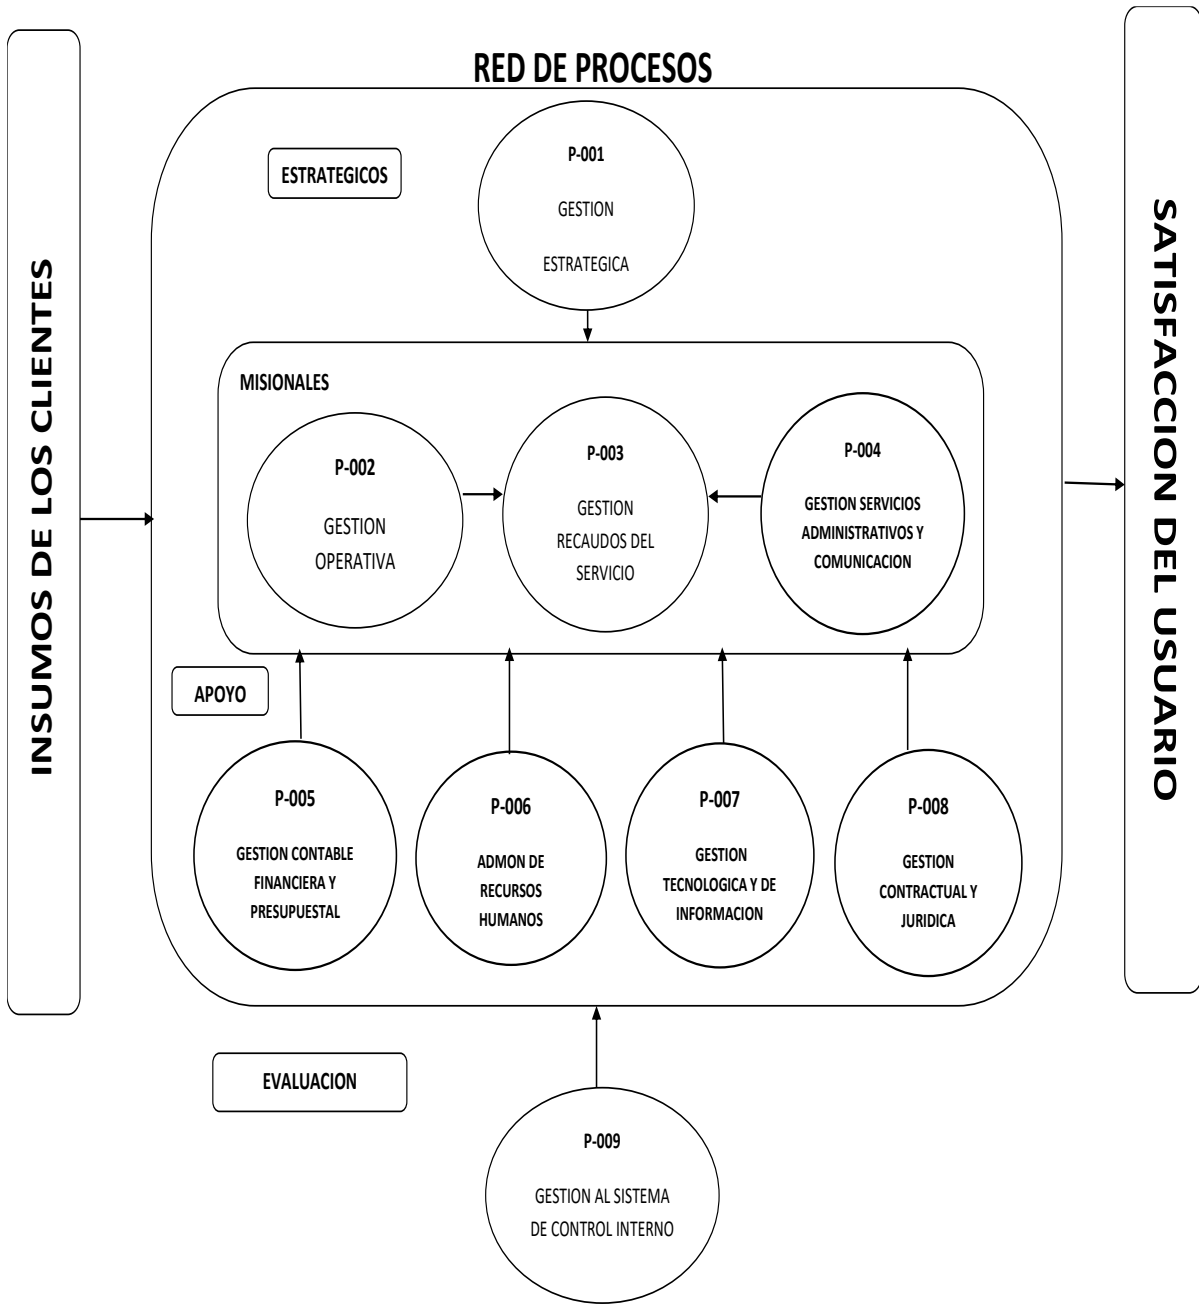 RED DE PROCESOS
INSUMOS DE LOS CLIENTES
ESTRATEGICOS
P-001
GESTION
ESTRATEGICA
MISIONALES
P-002
GESTION
OPERATIVA
P-003
GESTION
RECAUDOS DEL
SERVICIO
P-004
GESTION SERVICIOS
ADMINISTRATIVOS Y
COMUNICACION
APOYO
P-005
GESTION CONTABLE
FINANCIERA Y
PRESUPUESTAL
P-006
ADMON DE
RECURSOS
HUMANOS
P-007
GESTION
TECNOLOGICA Y DE
INFORMACION
P-008
GESTION
CONTRACTUAL Y
JURIDICA
EVALUACION
P-009
GESTION AL SISTEMA
DE CONTROL INTERNO
SATISFACCION DEL USUARIO